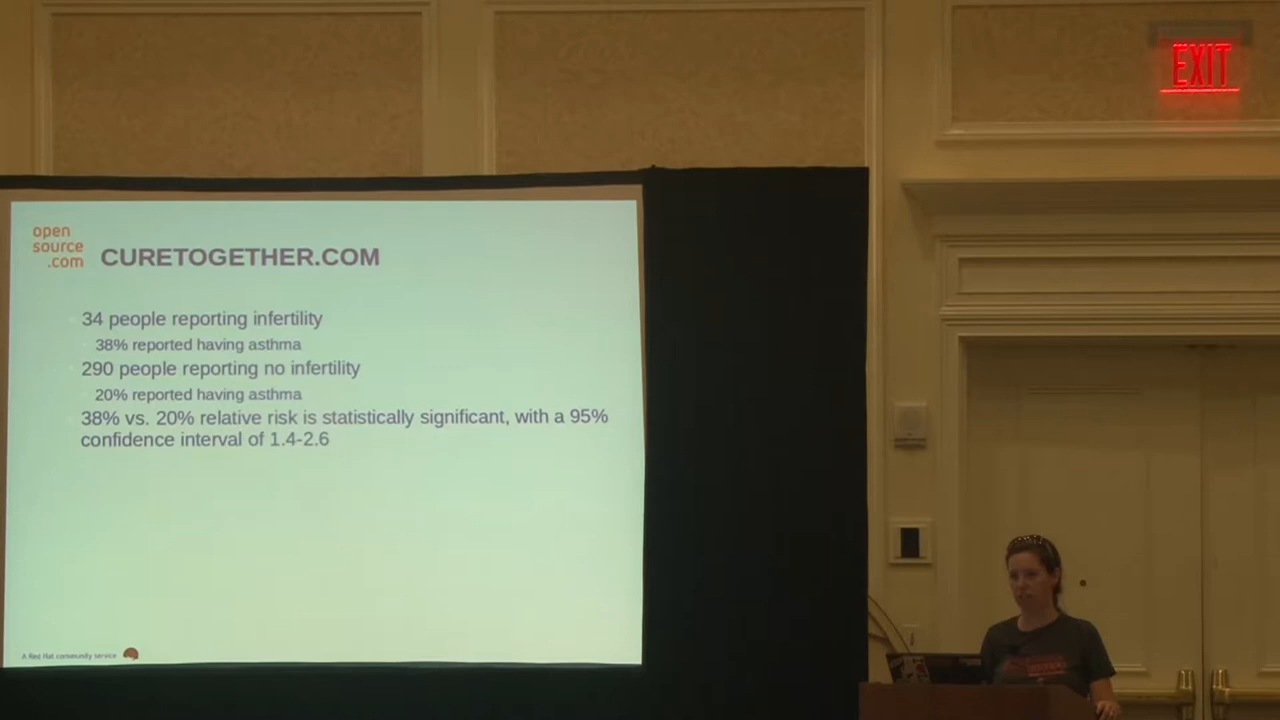 EXIT
open
source
.com
CURETOGETHER.COM
34 people reporting infertility
38% reported having asthma
290 people reporting no infertility
20% reported having asthma
38% vs. 20% relative risk is statistically significant, with a 95%
confidence interval of 1.4-2.6
A Red Hat community service